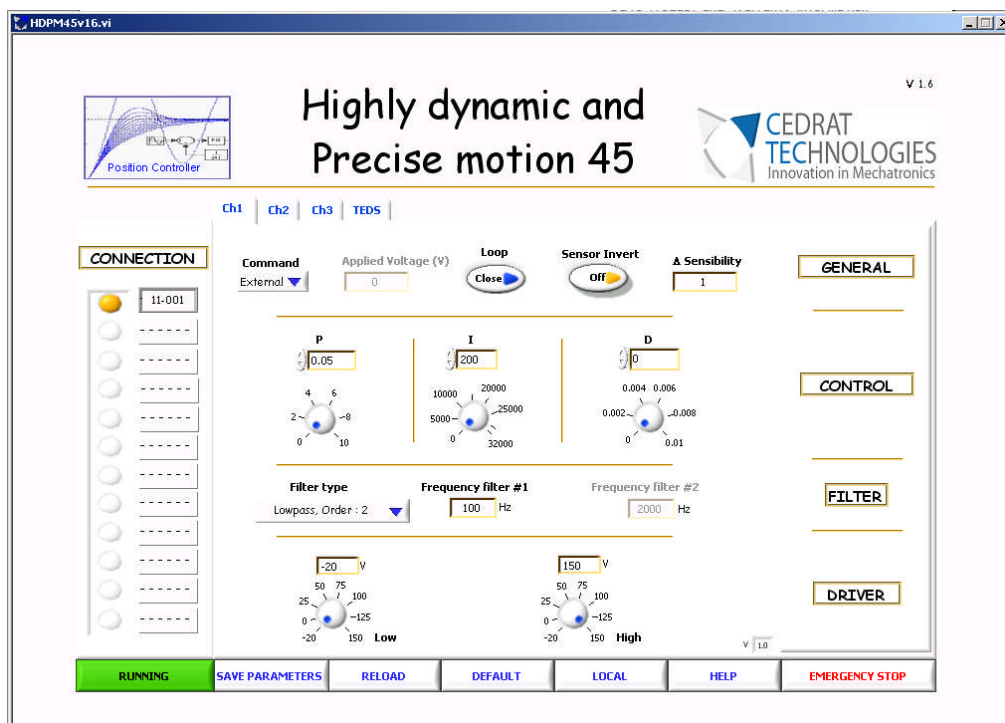 HDPM45v16.vi
V 1.6
Highly dynamic and
Precise motion 45
Position Controller
CEDRAT
TECHNOLOGIES
Innovation in Mechatronics
Ch1 Ch2 Ch3 TEDS
CONNECTION
11-001
- - - - - -
- - - - - -
- - - - - -
- - - - - -
- - - - - -
- - - - - -
- - - - - -
- - - - - -
- - - - - -
- - - - - -
- - - - - -
Command Applied Voltage (V) Loop Sensor Invert Δ Sensibility
External 0 Close Off 1
GENERAL
P I D
0.05 200 0
4 6 10000 20000 0.004 0.006
2 8 5000 25000 0.002 0.008
0 10 0 32000 0 0.01
CONTROL
Filter type Frequency filter #1 Frequency filter #2
Lowpass, Order : 2 100 Hz 2000 Hz
FILTER
-20 V 150 V
50 75 50 75
25 100 25 100
0 125 0 125
-20 150 Low -20 150 High
DRIVER
V 1.0
RUNNING SAVE PARAMETERS RELOAD DEFAULT LOCAL HELP EMERGENCY STOP